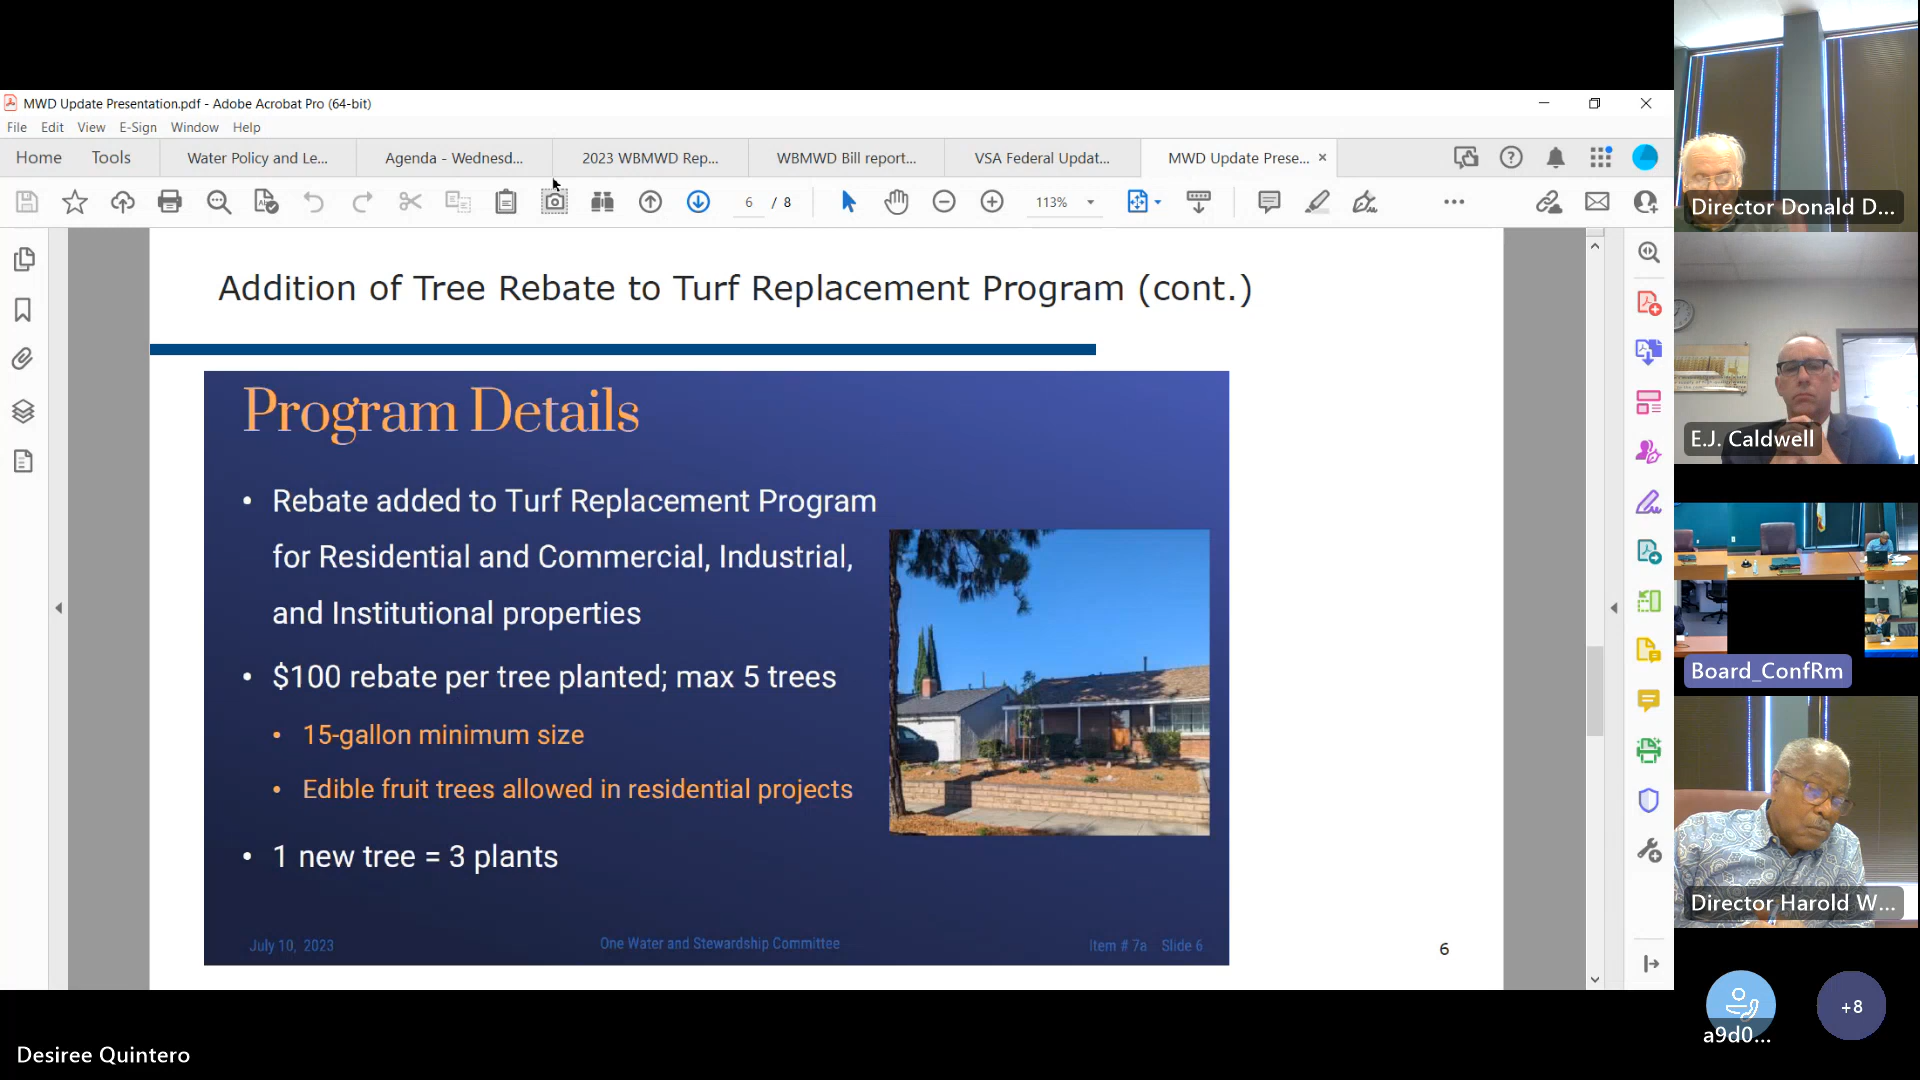 MWD Update Presentation.pdf - Adobe Acrobat Pro (64-bit)
File Edit View E-Sign Window Help
Home Tools Water Policy and Le... Agenda - Wednesd... 2023 WBMWD Rep... WBMWD Bill report... VSA Federal Updat... MWD Update Prese...
6 / 8 113%
Addition of Tree Rebate to Turf Replacement Program (cont.)
Program Details
• Rebate added to Turf Replacement Program
for Residential and Commercial, Industrial,
and Institutional properties
• $100 rebate per tree planted; max 5 trees
• 15-gallon minimum size
• Edible fruit trees allowed in residential projects
• 1 new tree = 3 plants
July 10, 2023 One Water and Stewardship Committee Item # 7a Slide 6
6
Director Donald D...
E.J. Caldwell
Board_ConfRm
Director Harold W...
a9d0...
+8
Desiree Quintero